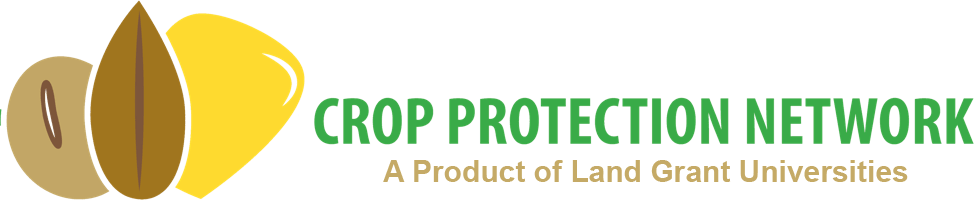 CROP PROTECTION NETWORK
A Product of Land Grant Universities